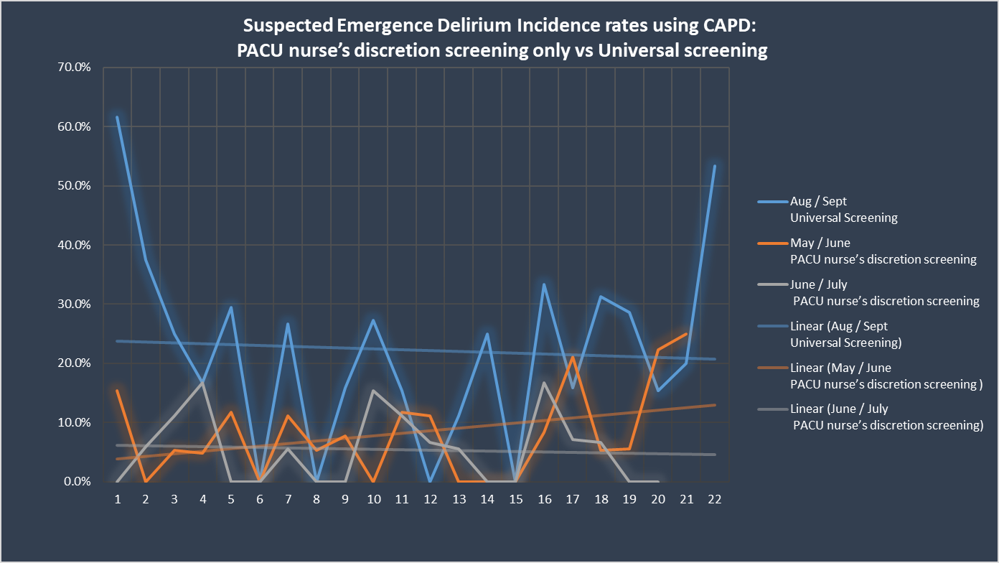 Suspected Emergence Delirium Incidence rates using CAPD:
PACU nurse’s discretion screening only vs Universal screening
70.0%
60.0%
50.0%
40.0%
30.0%
20.0%
10.0%
0.0%
1 2 3 4 5 6 7 8 9 10 11 12 13 14 15 16 17 18 19 20 21 22
Aug / Sept
Universal Screening
May / June
PACU nurse’s discretion screening
June / July
PACU nurse’s discretion screening
Linear (Aug / Sept
Universal Screening)
Linear (May / June
PACU nurse’s discretion screening )
Linear (June / July
PACU nurse’s discretion screening)